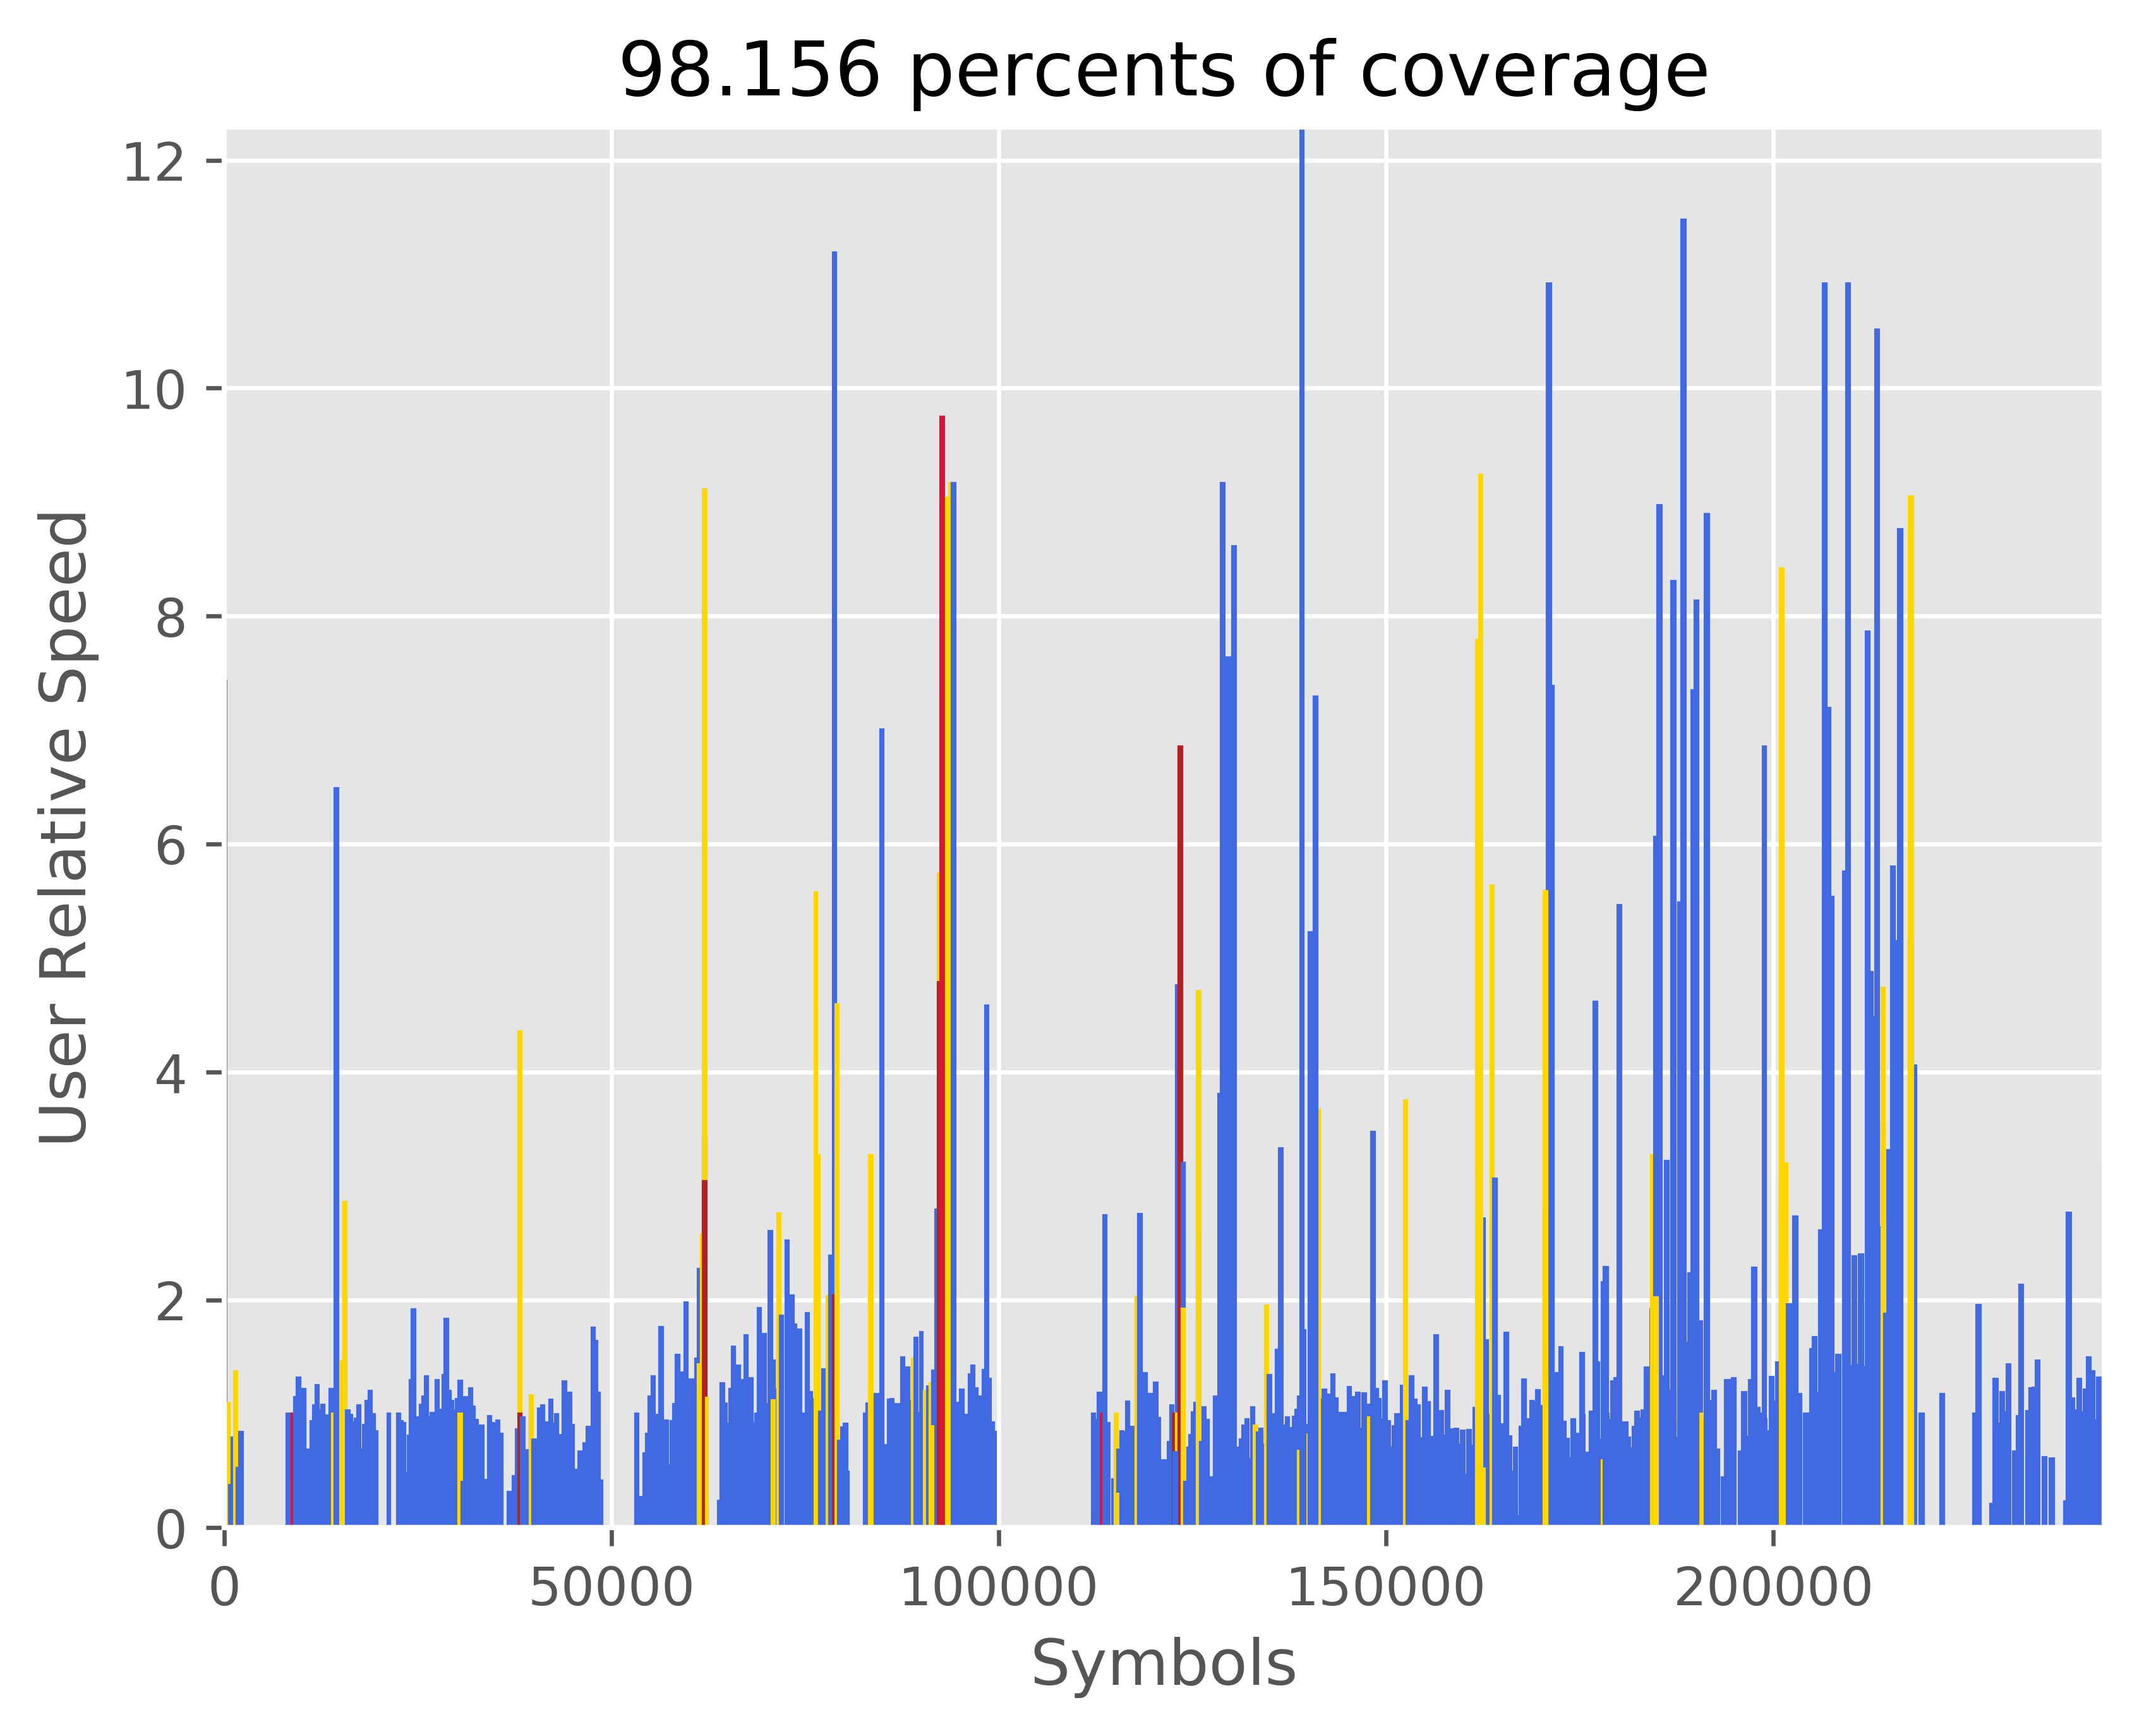 98.156 percents of coverage
12
10
8
6
4
2
0
User Relative Speed
0 50000 100000 150000 200000
Symbols